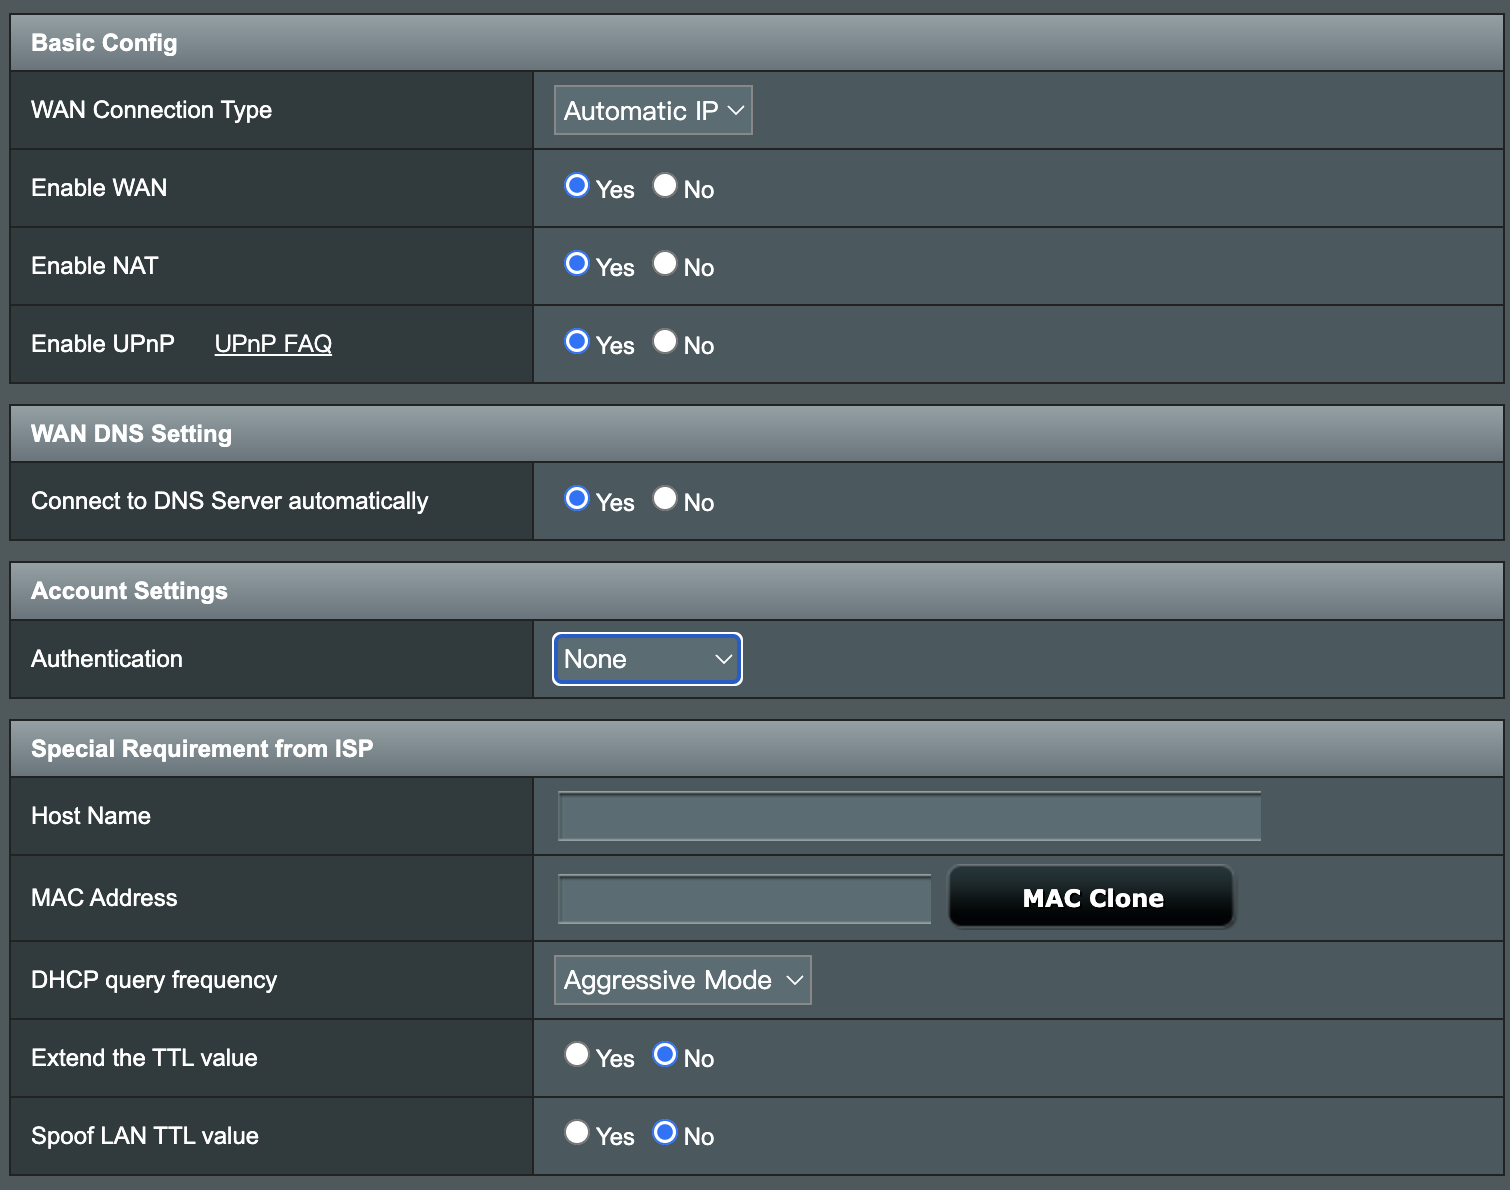 Basic Config
WAN Connection Type Automatic IP
Enable WAN Yes No
Enable NAT Yes No
Enable UPnP UPnP FAQ Yes No
WAN DNS Setting
Connect to DNS Server automatically Yes No
Account Settings
Authentication None
Special Requirement from ISP
Host Name
MAC Address MAC Clone
DHCP query frequency Aggressive Mode
Extend the TTL value Yes No
Spoof LAN TTL value Yes No